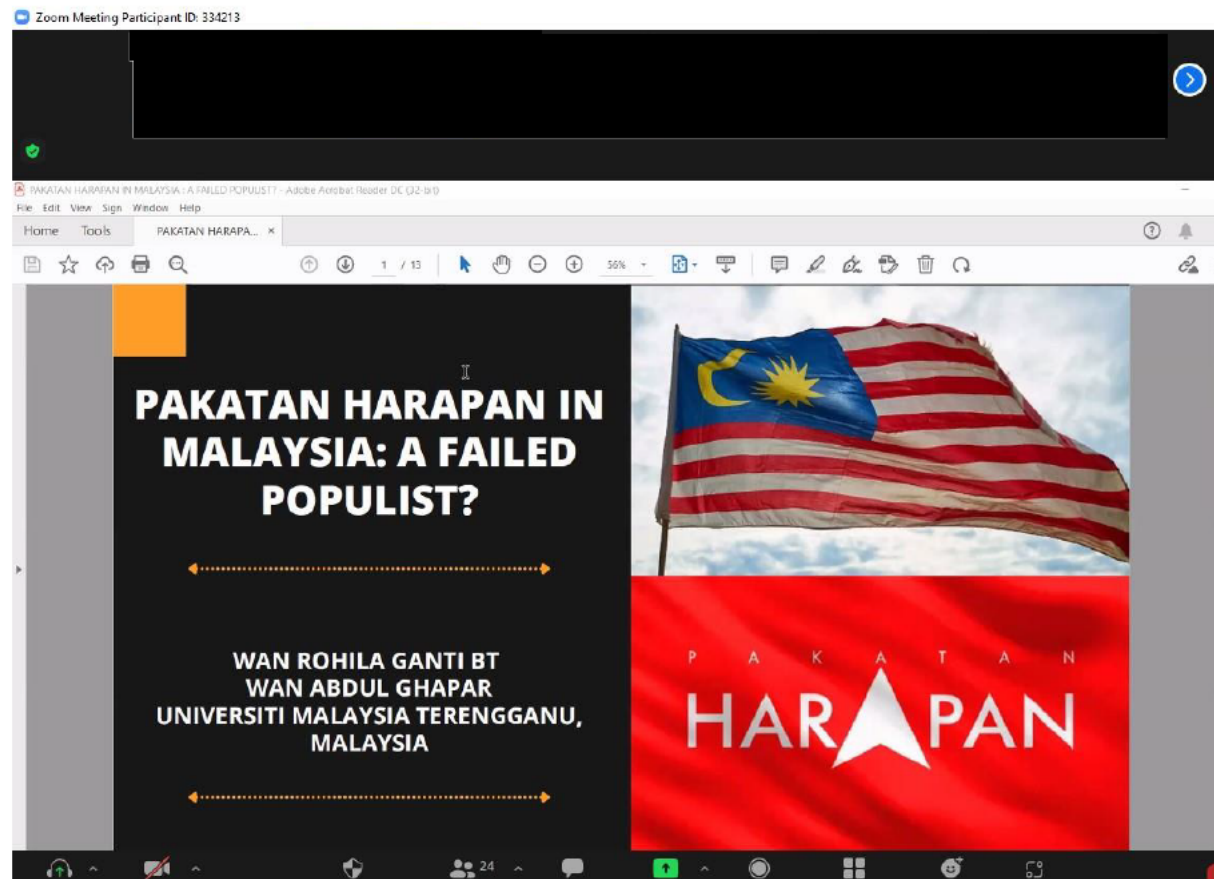 Zoom Meeting Participant ID: 334213
PAKATAN HARAPAN IN MALAYSIA : A FAILED POPULIST? - Adobe Acrobat Reader DC (32-bit)
File Edit View Sign Window Help
Home Tools PAKATAN HARAPA... ×
1 / 13 56%
PAKATAN HARAPAN IN
MALAYSIA: A FAILED
POPULIST?
WAN ROHILA GANTI BT
WAN ABDUL GHAPAR
UNIVERSITI MALAYSIA TERENGGANU,
MALAYSIA
PAKATAN
HARAPAN
24